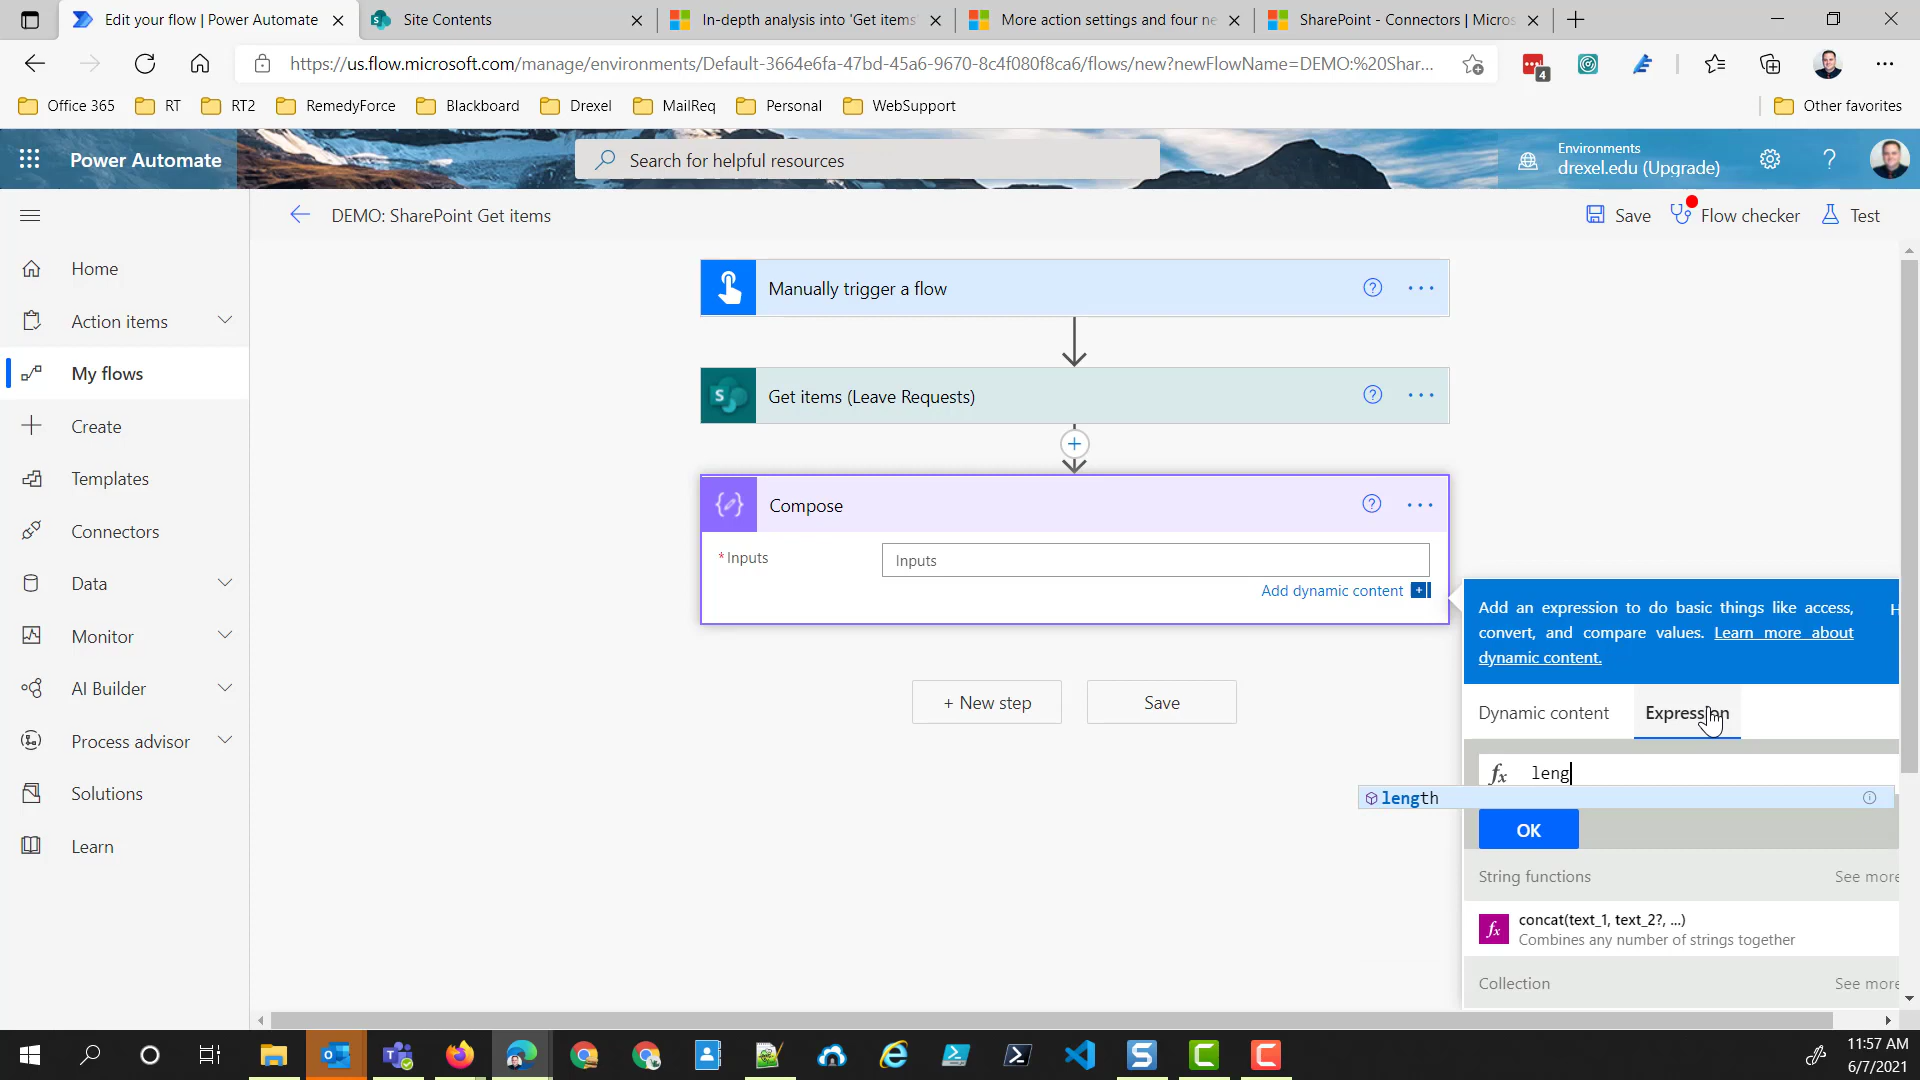 Edit your flow | Power Automate
Site Contents
In-depth analysis into 'Get items'
More action settings and four ne
SharePoint - Connectors | Micros
https://us.flow.microsoft.com/manage/environments/Default-3664e6fa-47bd-45a6-9670-8c4f080f8ca6/flows/new?newFlowName=DEMO:%20Shar...
4
Office 365
RT
RT2
RemedyForce
Blackboard
Drexel
MailReq
Personal
WebSupport
Other favorites
Power Automate
Search for helpful resources
Environments
drexel.edu (Upgrade)
DEMO: SharePoint Get items
Save
Flow checker
Test
Home
Action items
My flows
Create
Templates
Connectors
Data
Monitor
AI Builder
Process advisor
Solutions
Learn
Manually trigger a flow
Get items (Leave Requests)
Compose
* Inputs
Inputs
Add dynamic content
+ New step
Save
Add an expression to do basic things like access,
convert, and compare values. Learn more about
dynamic content.
H
Dynamic content
Expression
fx leng
length
OK
String functions
See more
fx
concat(text_1, text_2?, ...)
Combines any number of strings together
Collection
See more
11:57 AM
6/7/2021